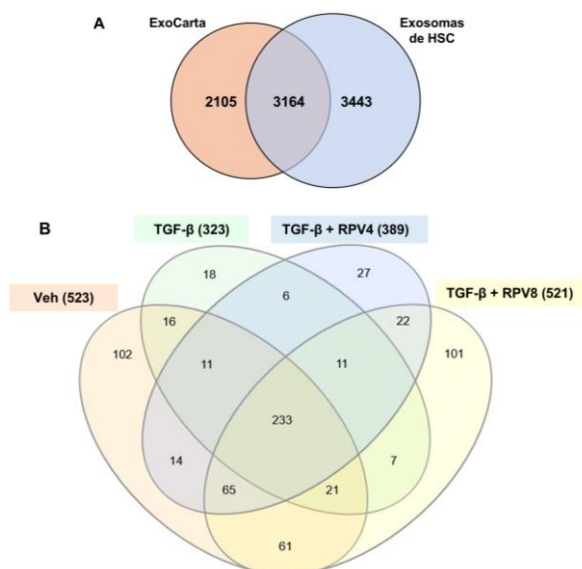 A
ExoCarta
Exosomas
de HSC
2105
3164
3443
B
TGF-β (323)
TGF-β + RPV4 (389)
Veh (523)
TGF-β + RPV8 (521)
18
27
6
16
22
102
11
11
101
233
14
7
65
21
61